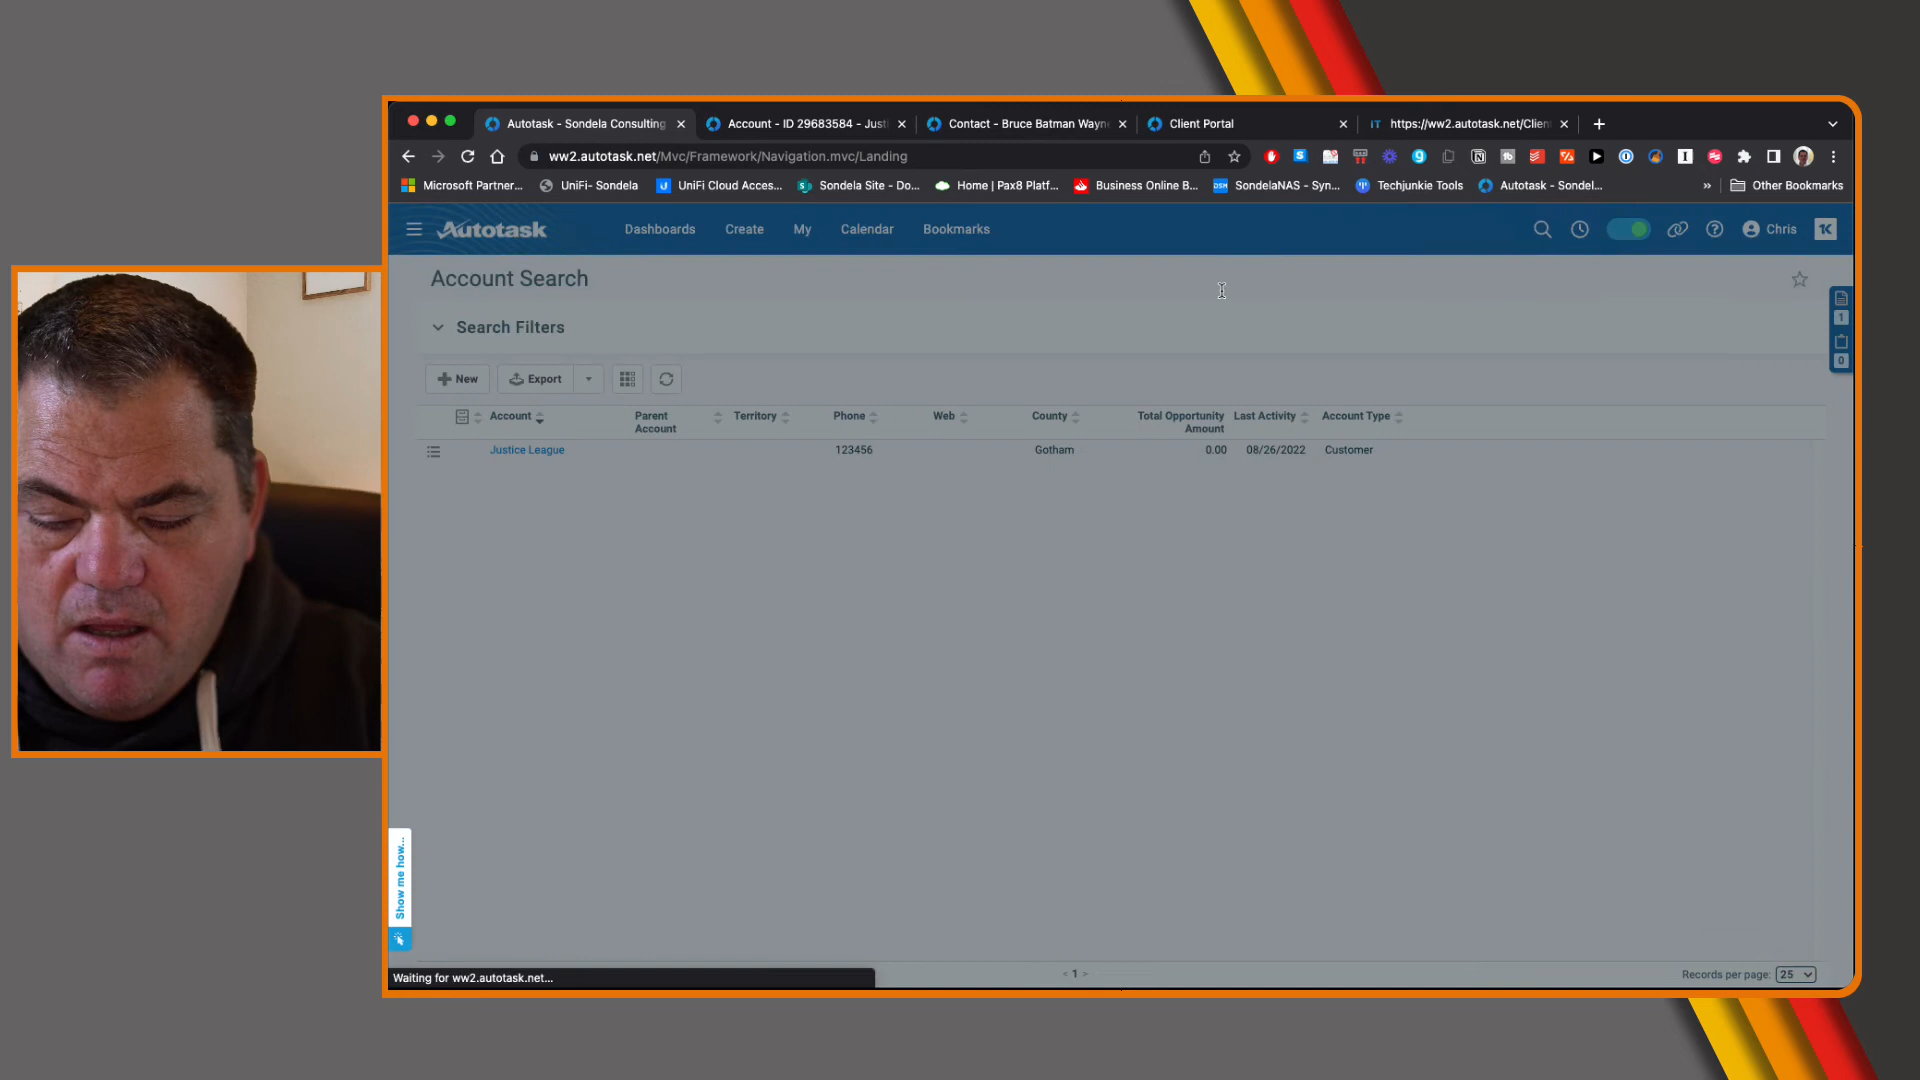 Autotask - Sondela Consulting
Account - ID 29683584 - Just
Contact - Bruce Batman Wayn
Client Portal
https://ww2.autotask.net/Clien
ww2.autotask.net/Mvc/Framework/Navigation.mvc/Landing
Microsoft Partner...
UniFi- Sondela
UniFi Cloud Acces...
Sondela Site - Do...
Home | Pax8 Platf...
Business Online B...
SondelaNAS - Syn...
Techjunkie Tools
Autotask - Sondel...
»
Other Bookmarks
Autotask
Dashboards
Create
My
Calendar
Bookmarks
Chris
Account Search
Search Filters
1
0
New
Export
Account
Parent
Account
Territory
Phone
Web
County
Total Opportunity
Amount
Last Activity
Account Type
Justice League
123456
Gotham
0.00
08/26/2022
Customer
Show me how...
Waiting for ww2.autotask.net...
< 1 >
Records per page: 25